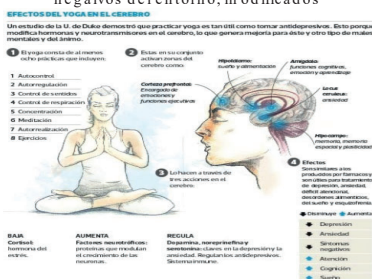 negativos del entorno, modificados
EFECTOS DEL YOGA EN EL CEREBRO
Un estudio de la U. de Duke demostró que practicar yoga es tan útil como tomar antidepresivos. Esto porque
modifica hormonas y neurotransmisores en el cerebro, lo que genera mejoría para éste y otro tipo de males
mentales y del ánimo.
1 El yoga consta de al menos
ocho prácticas que incluyen:
1 Autocontrol
2 Autorregulación
3 Control de sentidos
4 Control de respiración
5 Concentración
6 Meditación
7 Autorrealización
8 Ejercicios
2 Estas en su conjunto
activan zonas del
cerebro como:
Corteza prefrontal:
Encargada de
emociones y
funciones ejecutivas
Hipotálamo:
sueño y alimentación
Amígdala:
funciones cognitivas,
emoción y aprendizaje
ansiedad
Hipocampo:
memoria, memoria
espacial y plasticidad
3 Lo hacen a través de
tres acciones en el
cerebro
4 Efectos
Son similares a los
producidos por fármacos y
son útiles para tratamiento
de depresión, ansiedad,
déficit atencional,
desórdenes alimenticios,
del sueño y esquizofrenia.
Disminuye Aumenta
Depresión
Ansiedad
Síntomas
negativos
Atención
Cognición
Sueño
BAJA
Cortisol:
hormona del
estrés.
AUMENTA
Factores neurotróficos:
proteínas que modulan
el crecimiento de las
neuronas.
REGULA
Dopamina, norepinefrina y
serotonina: claves en la depresión y la
ansiedad. Regulan los antidepresivos.
Sistema inmune.